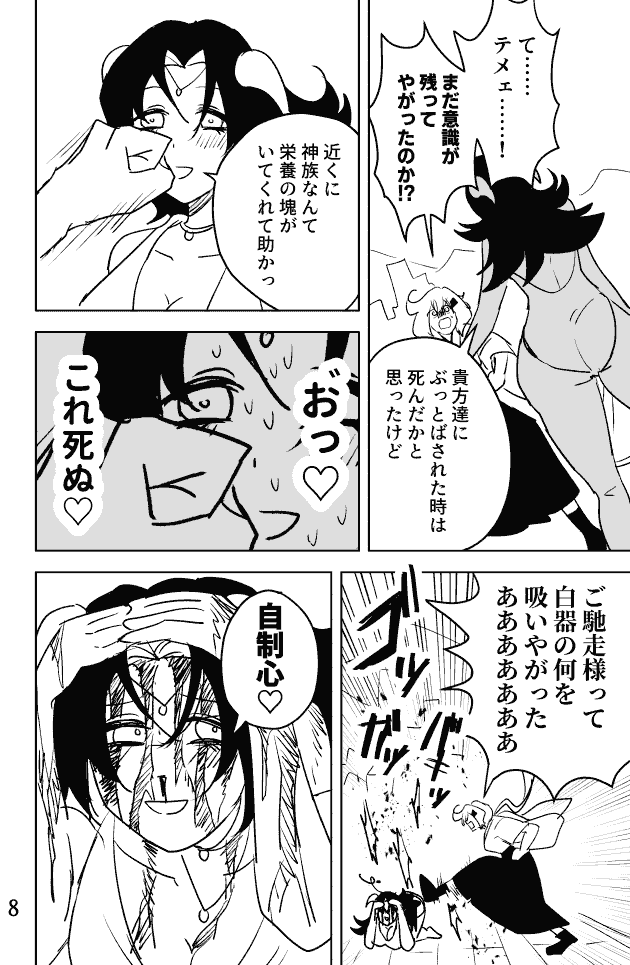 て……
テメェ……！
まだ意識が
残って
やがったのか!?
貴方達に
ぶっとばされた時は
死んだかと
思ったけど
近くに
神族なんて
栄養の塊が
いてくれて助かっ
お゛っ♡
これ死ぬ♡
ご馳走様って
白器の何を
吸いやがった
ああああああ
ゴッ
ガッ
ガッ
自制心♡
8